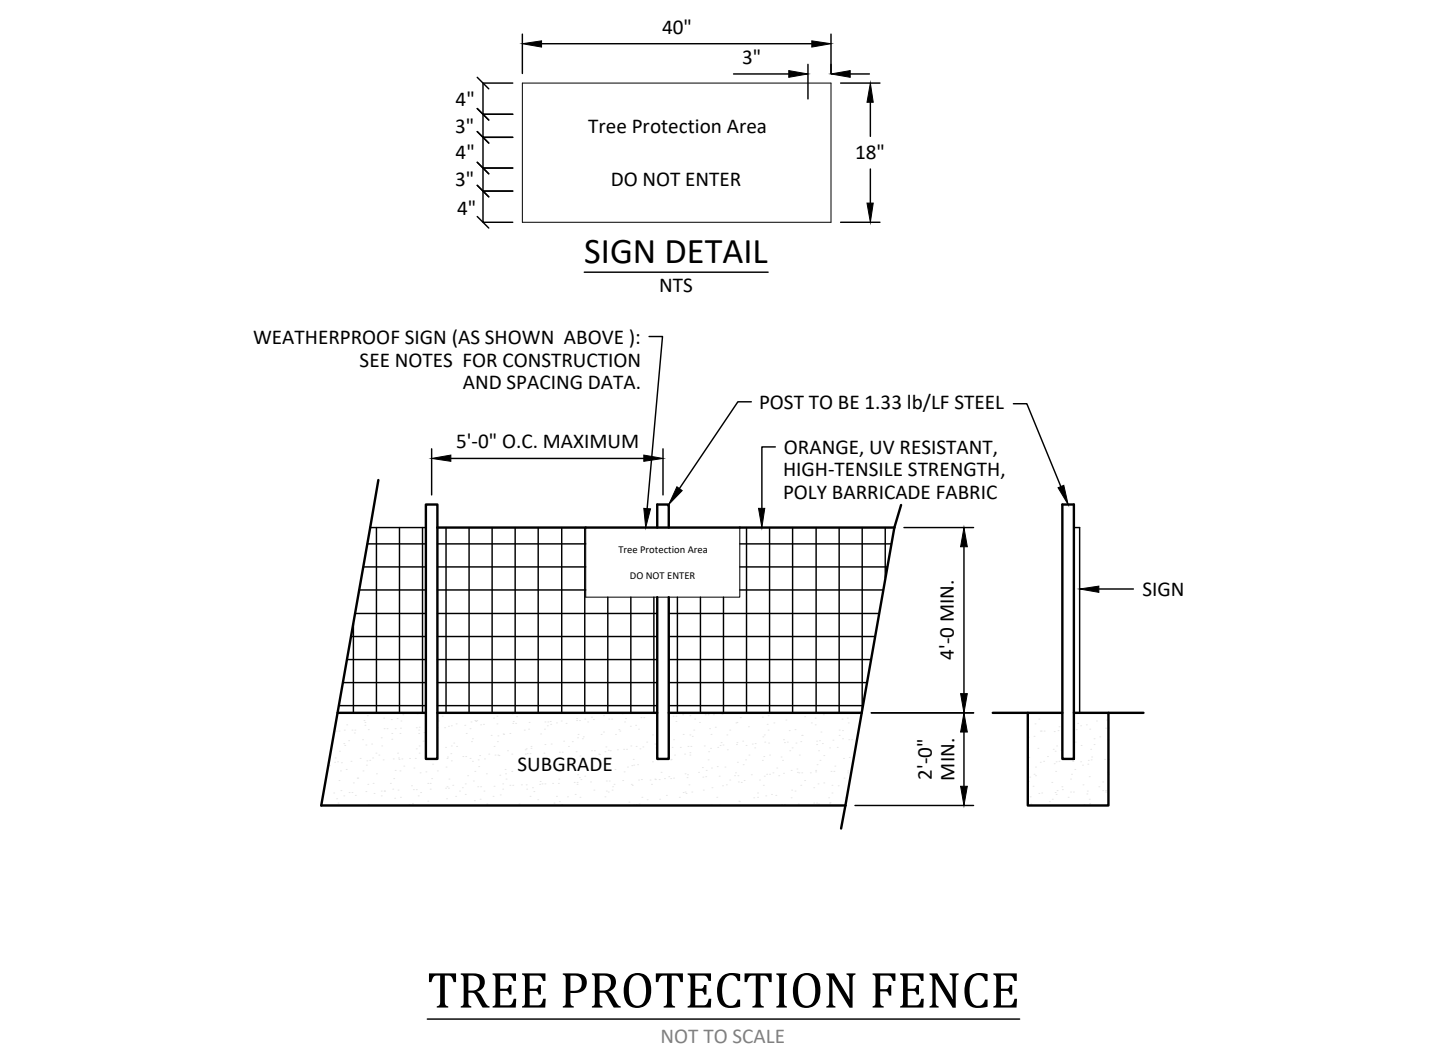 40"
3"
4"
3"
4"
3"
4"
18"
Tree Protection Area
DO NOT ENTER
SIGN DETAIL
NTS
WEATHERPROOF SIGN (AS SHOWN  ABOVE ):
SEE NOTES  FOR CONSTRUCTION
AND SPACING DATA.
POST TO BE 1.33 lb/LF STEEL
5'-0" O.C. MAXIMUM
ORANGE, UV RESISTANT,
HIGH-TENSILE STRENGTH,
POLY BARRICADE FABRIC
Tree Protection Area
DO NOT ENTER
4'-0 MIN.
SIGN
2'-0"
MIN.
SUBGRADE
TREE PROTECTION FENCE
NOT TO SCALE